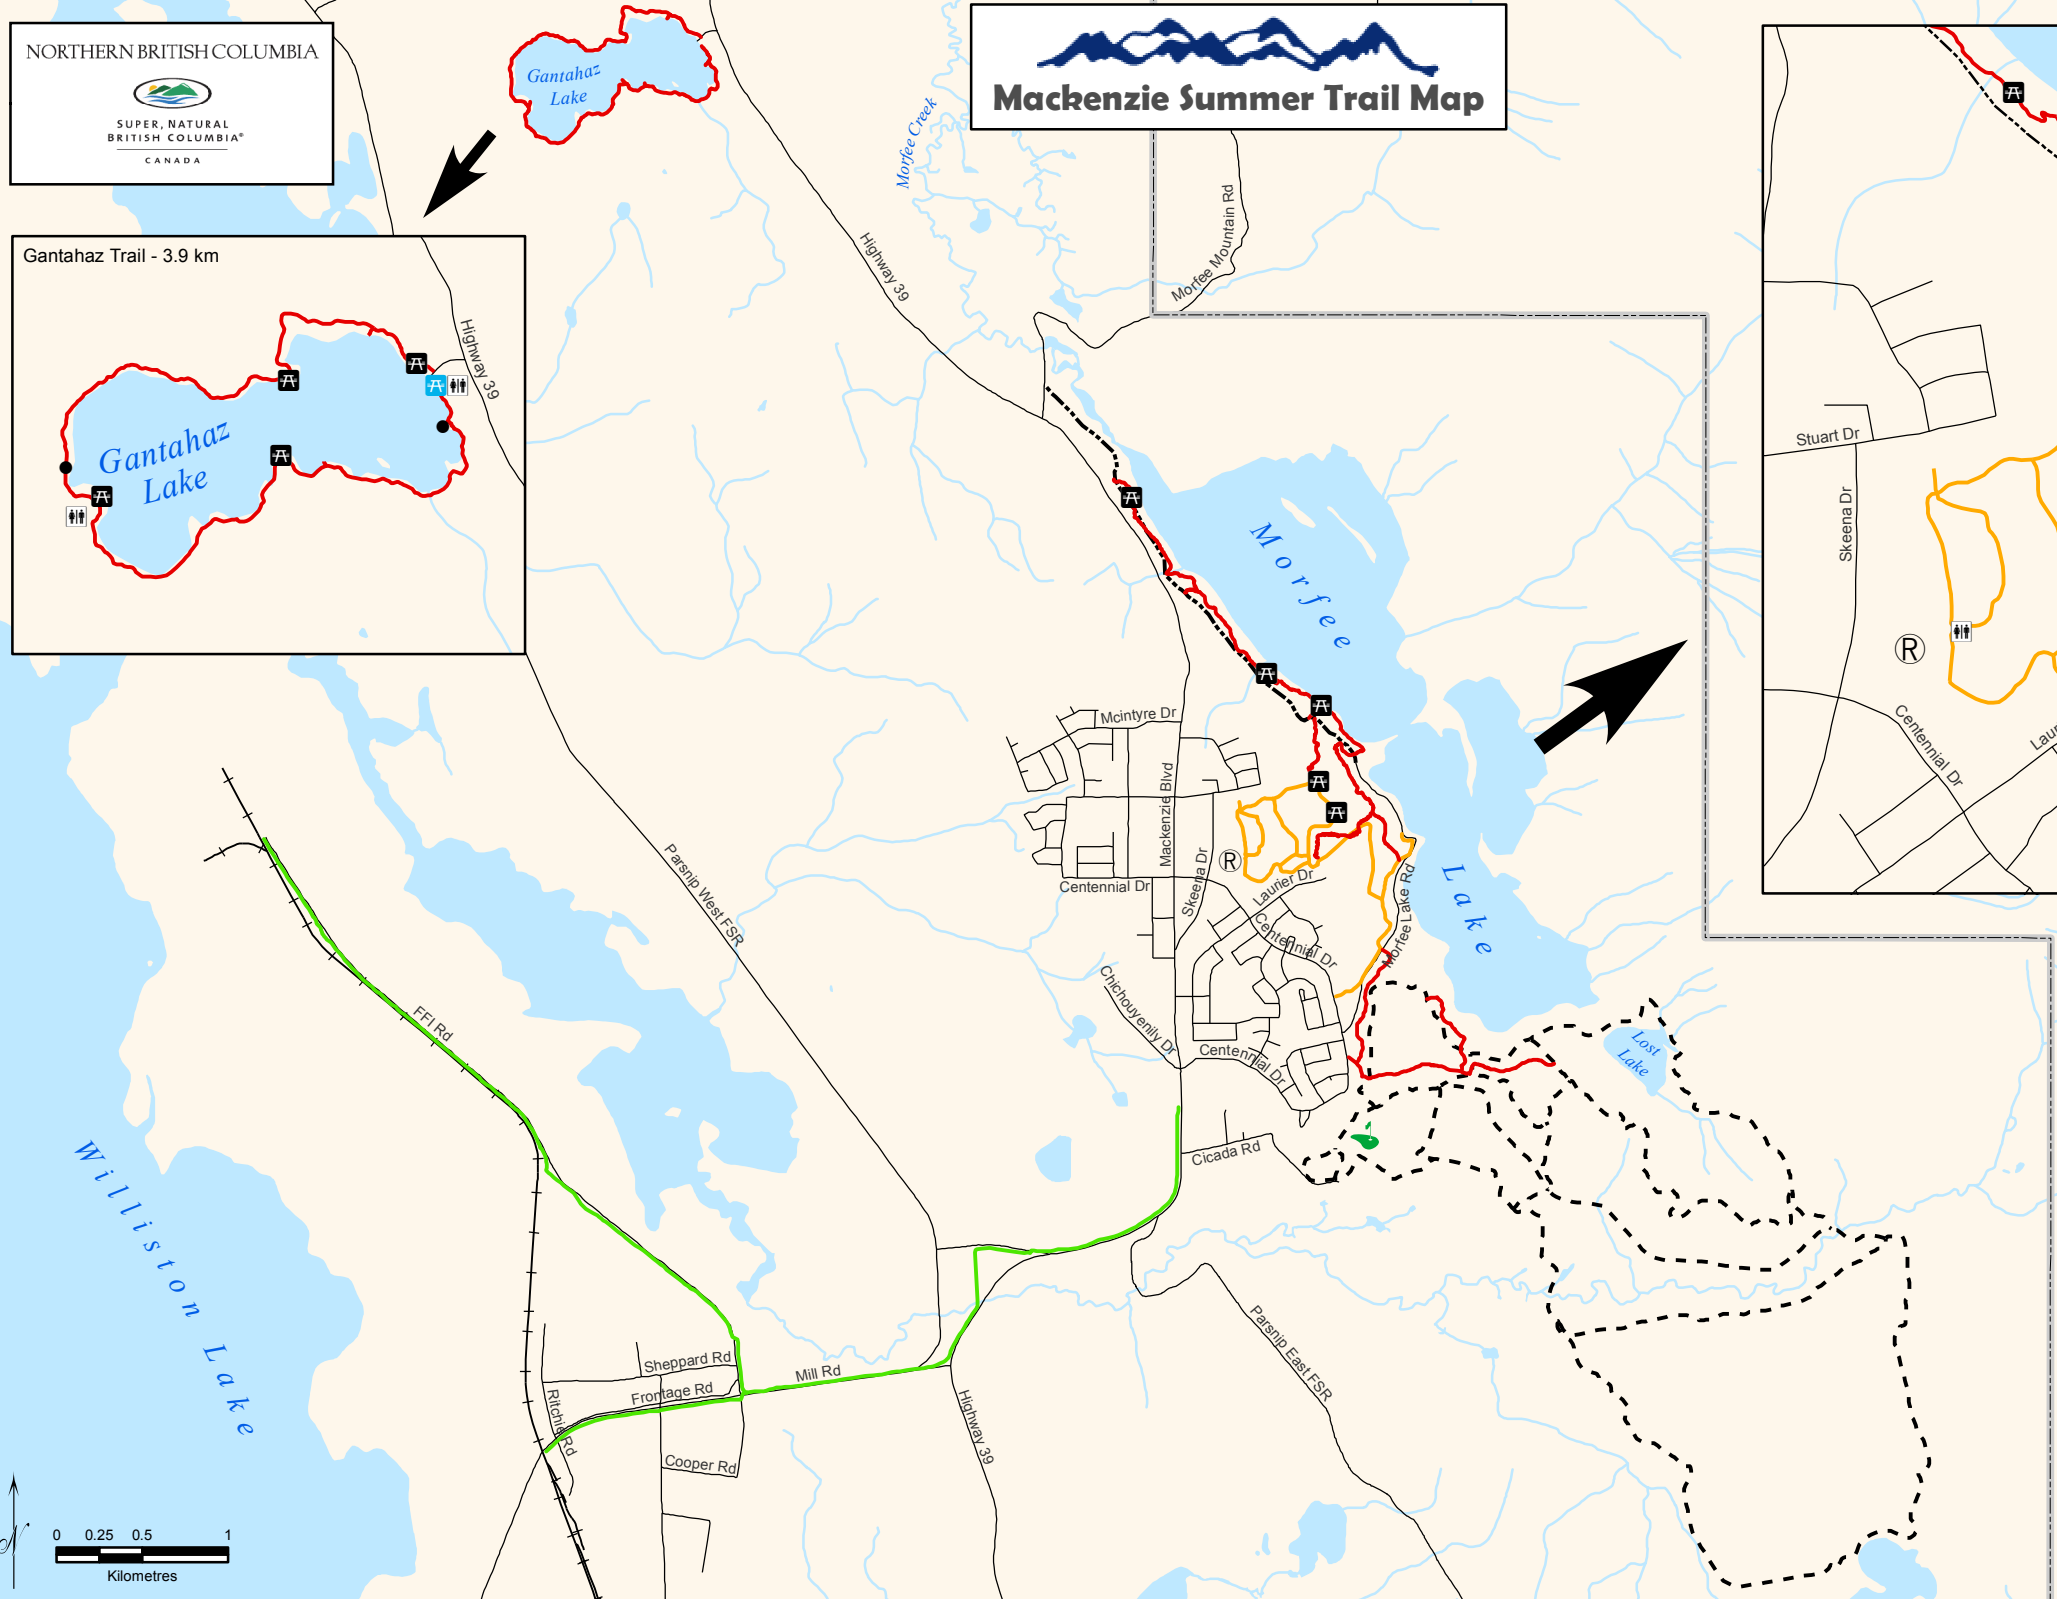 NORTHERN BRITISH COLUMBIA
SUPER, NATURAL
BRITISH COLUMBIA®
CANADA
Mackenzie Summer Trail Map
Gantahaz
Lake
Morfee Creek
Highway 39
Morfee Mountain Rd
Gantahaz Trail - 3.9 km
Highway 39
Gantahaz
Lake
Morfee
Lake
Stuart Dr
Skeena Dr
®
Centennial Dr
Mcintyre Dr
Mackenzie Blvd
Skeena Dr
®
Centennial Dr
Laurier Dr
Centennial Dr
Morfee Lake Rd
Chichouyenily Dr
Centennial Dr
Parsnip West FSR
FFI Rd
Lost
Lake
Cicada Rd
Williston Lake
Parsnip East FSR
Sheppard Rd
Mill Rd
Frontage Rd
Ritchie Rd
Highway 39
Cooper Rd
N
0 0.25 0.5 1
Kilometres